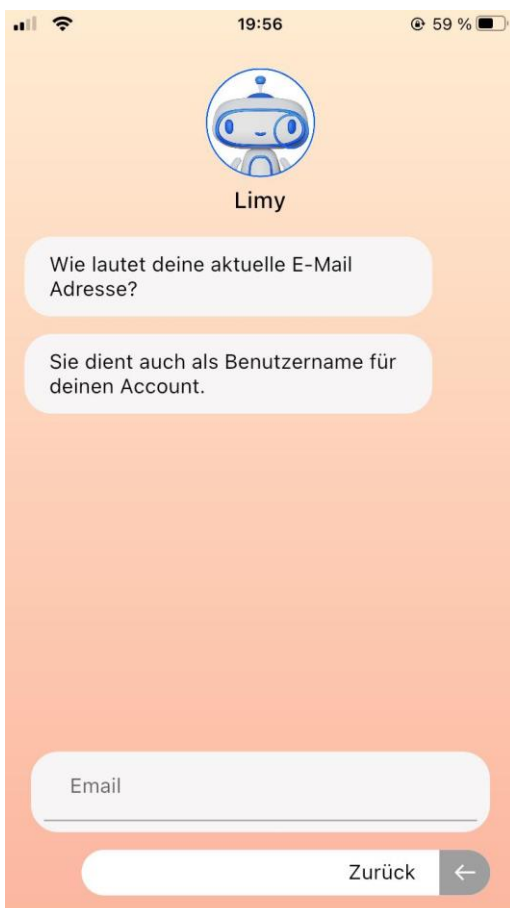 19:56
59 %
Limy
Wie lautet deine aktuelle E-Mail
Adresse?
Sie dient auch als Benutzername für
deinen Account.
Email
Zurück